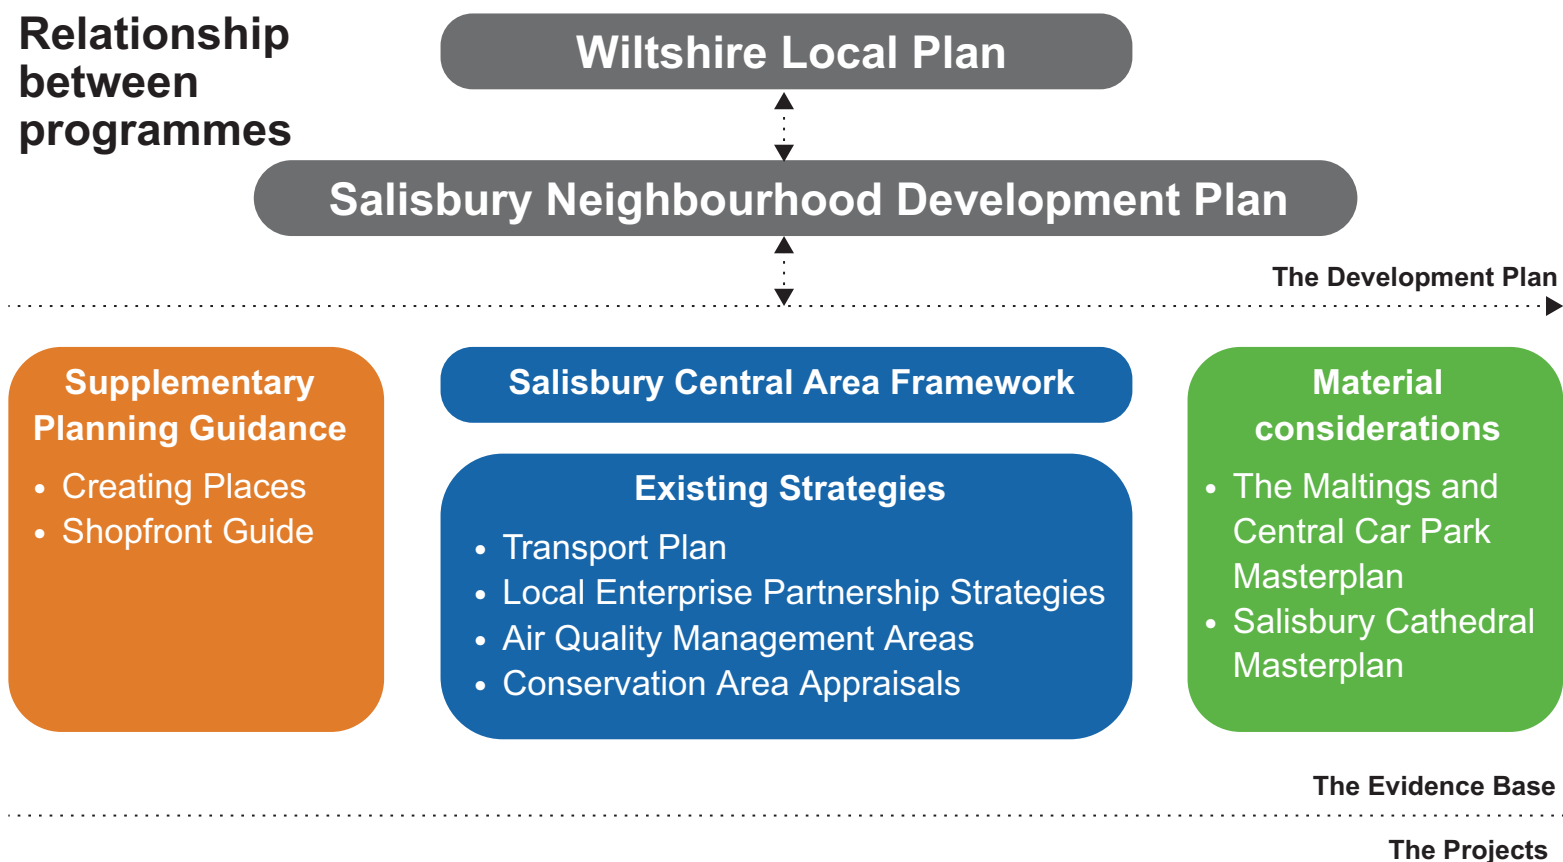 Relationship
between
programmes
Wiltshire Local Plan
Salisbury Neighbourhood Development Plan
The Development Plan
Supplementary
Planning Guidance
• Creating Places
• Shopfront Guide
Salisbury Central Area Framework
Existing Strategies
• Transport Plan
• Local Enterprise Partnership Strategies
• Air Quality Management Areas
• Conservation Area Appraisals
Material
considerations
• The Maltings and
Central Car Park
Masterplan
• Salisbury Cathedral
Masterplan
The Evidence Base
The Projects